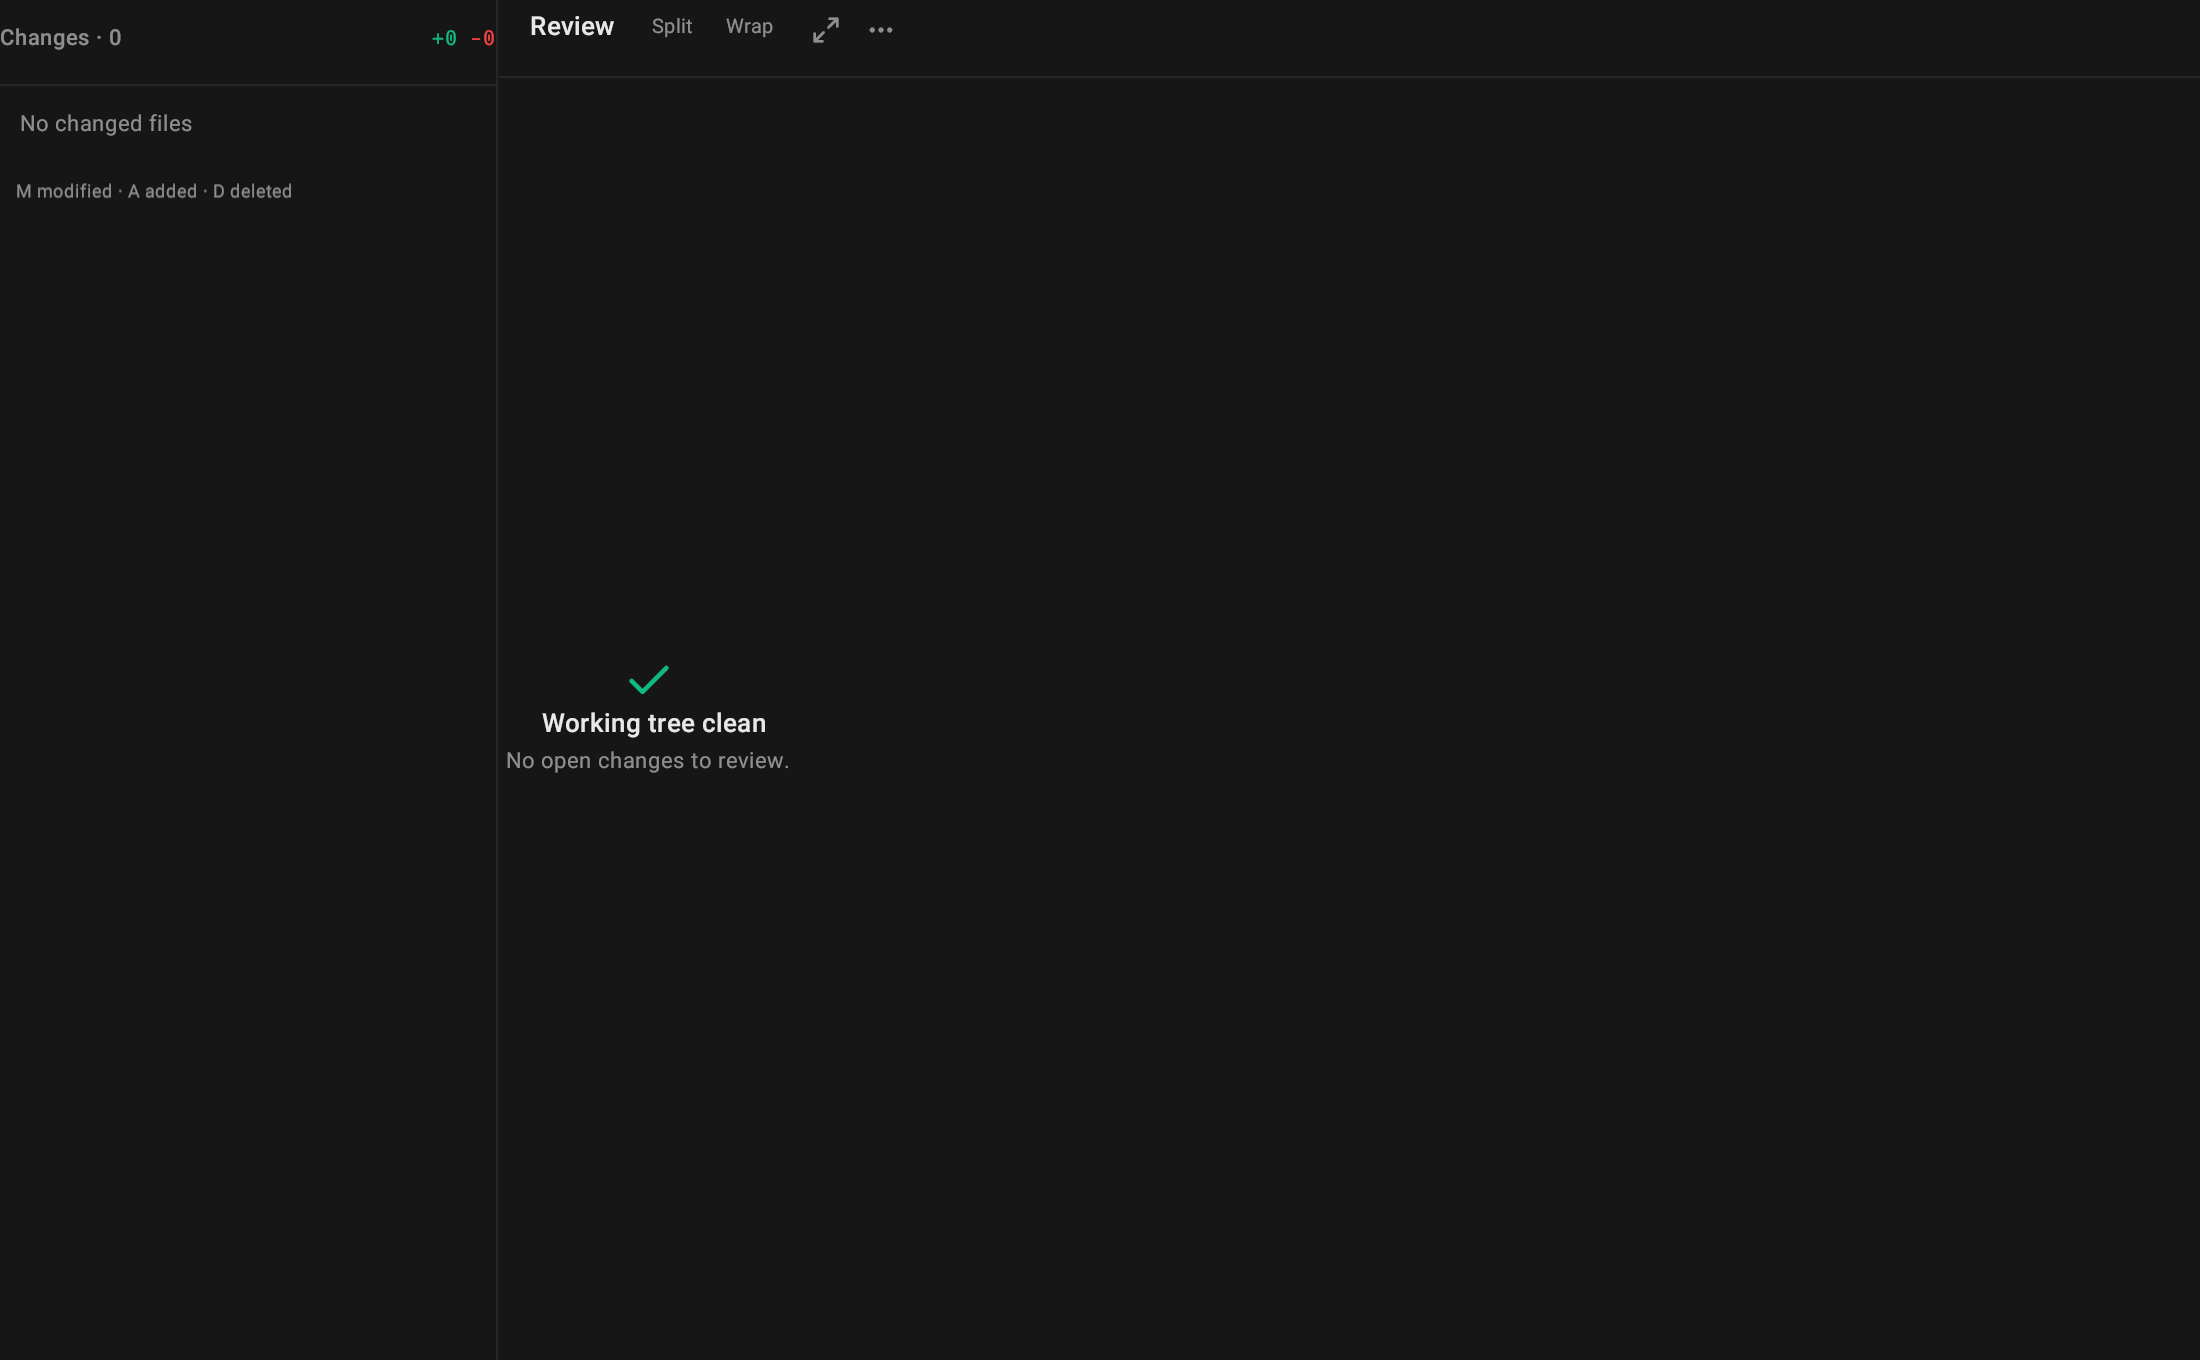 Changes · 0 +0 -0
Review Split Wrap
No changed files
M modified · A added · D deleted
Working tree clean
No open changes to review.